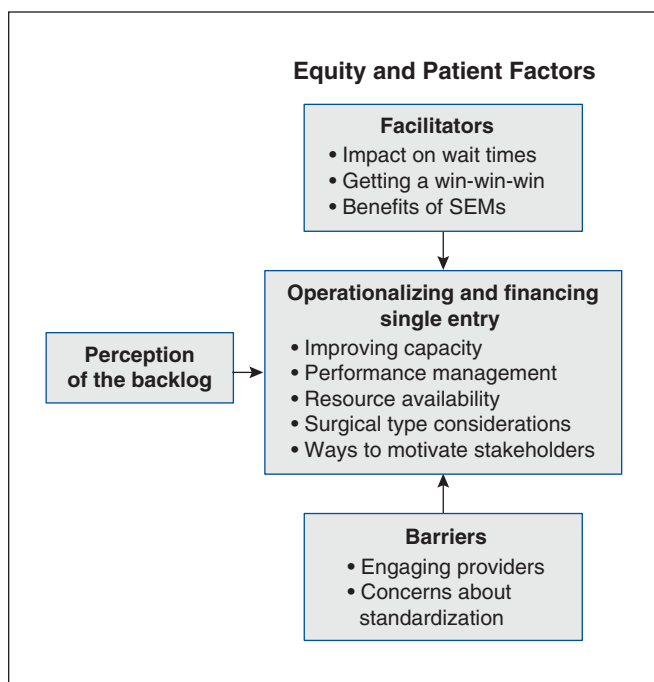 Equity and Patient Factors
Facilitators
• Impact on wait times
• Getting a win-win-win
• Benefits of SEMs
Operationalizing and financing
single entry
• Improving capacity
• Performance management
• Resource availability
• Surgical type considerations
• Ways to motivate stakeholders
Perception
of the backlog
Barriers
• Engaging providers
• Concerns about
standardization